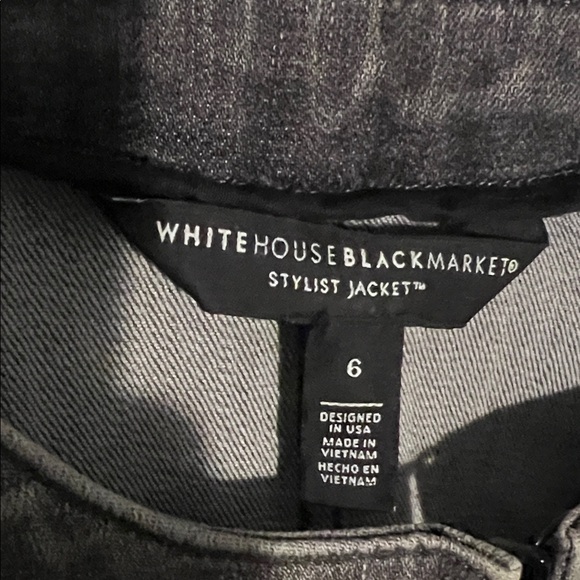 WHITEHOUSEBLACKMARKET®
STYLIST JACKET™
6
DESIGNED
IN USA
MADE IN
VIETNAM
HECHO EN
VIETNAM